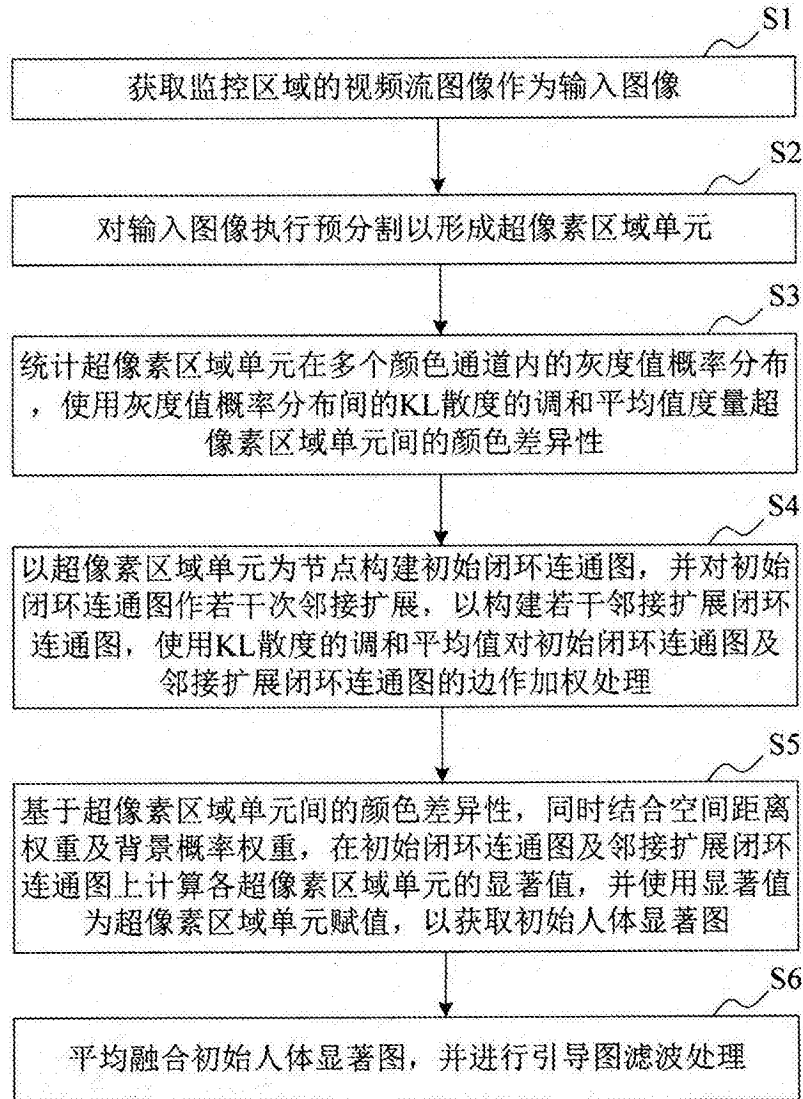 S1
获取监控区域的视频流图像作为输入图像
S2
对输入图像执行预分割以形成超像素区域单元
S3
统计超像素区域单元在多个颜色通道内的灰度值概率分布
，使用灰度值概率分布间的KL散度的调和平均值度量超
像素区域单元间的颜色差异性
S4
以超像素区域单元为节点构建初始闭环连通图，并对初始
闭环连通图作若干次邻接扩展，以构建若干邻接扩展闭环
连通图，使用KL散度的调和平均值对初始闭环连通图及
邻接扩展闭环连通图的边作加权处理
S5
基于超像素区域单元间的颜色差异性，同时结合空间距离
权重及背景概率权重，在初始闭环连通图及邻接扩展闭环
连通图上计算各超像素区域单元的显著值，并使用显著值
为超像素区域单元赋值，以获取初始人体显著图
S6
平均融合初始人体显著图，并进行引导图滤波处理